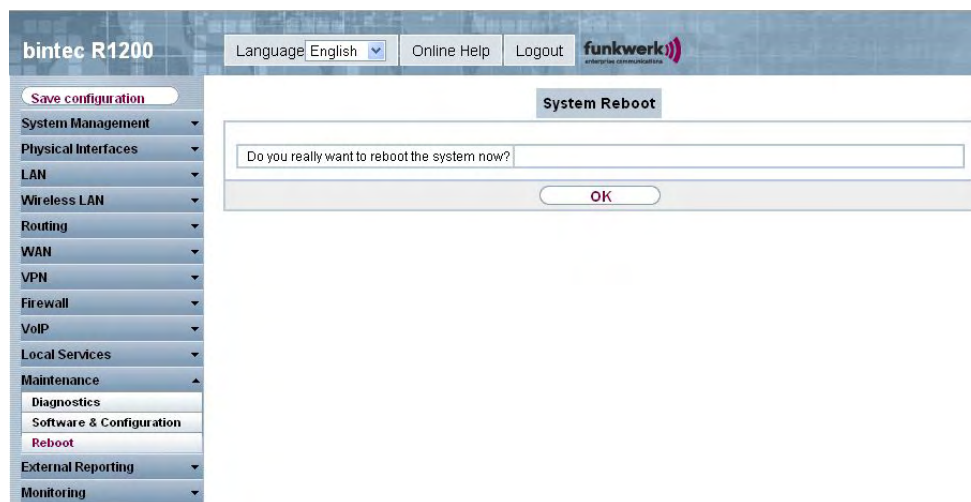 bintec R1200
Language English Online Help Logout funkwerk
enterprise communications
Save configuration
System Management
Physical Interfaces
LAN
Wireless LAN
Routing
WAN
VPN
Firewall
VoIP
Local Services
Maintenance
Diagnostics
Software & Configuration
Reboot
External Reporting
Monitoring
System Reboot
Do you really want to reboot the system now?
OK